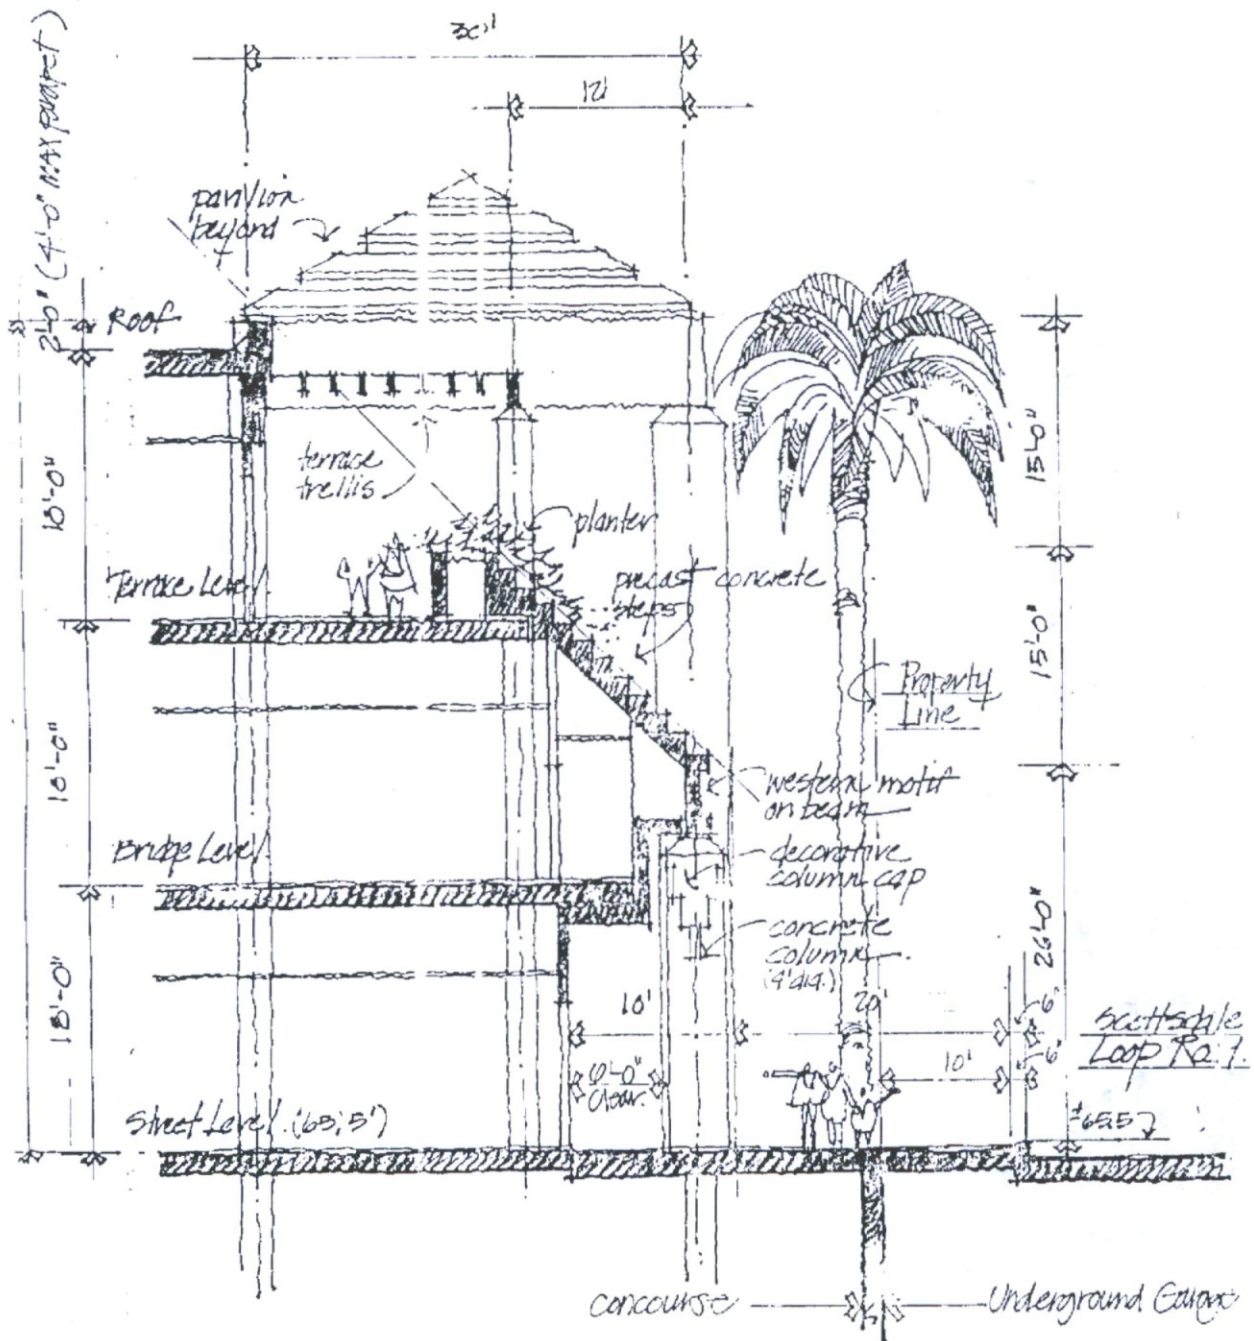 30'
12'
2'-0" (4'-0" MAX parapet)
pavilion
beyond
Roof
terrace
trellis
18'-0"
15'-0"
planter
Terrace Level
precast concrete
steps
15'-0"
Property
Line
18'-0"
western motif
on beam
Bridge Level
decorative
column cap
26'-0"
concrete
column
(4'dia.)
18'-0"
10'
20'
6"
Scottsdale
Loop Rd.
6'-0"
Clear.
10'
6"
Street Level (65.5')
±65.5
concourse
Underground Garage